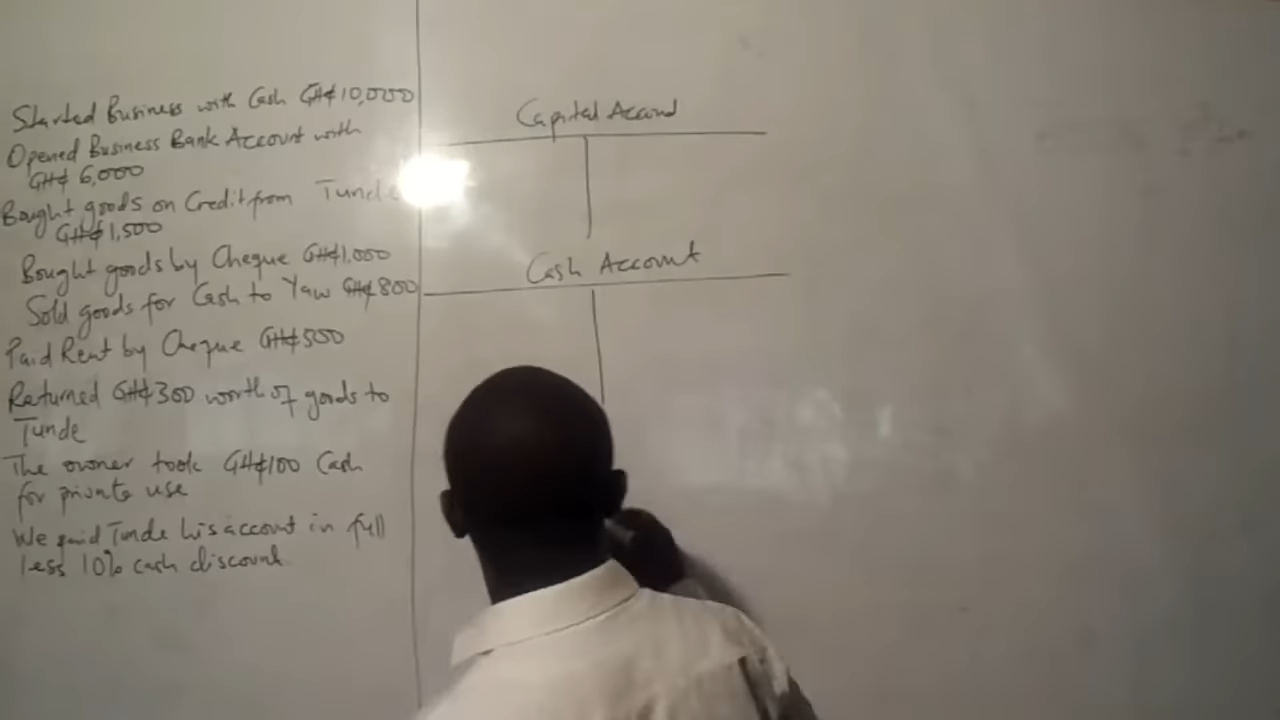 Started Business with Cash GH¢10,000
Opened Business Bank Account with
GH¢ 6,000
Bought goods on Credit from Tunde
GH¢1,500
Bought goods by Cheque GH¢1,000
Sold goods for Cash to Yaw GH¢800
Paid Rent by Cheque GH¢500
Returned GH¢300 worth of goods to
Tunde
The owner took GH¢100 Cash
for private use
We paid Tunde his account in full
less 10% cash discount.
Capital Account
Cash Account